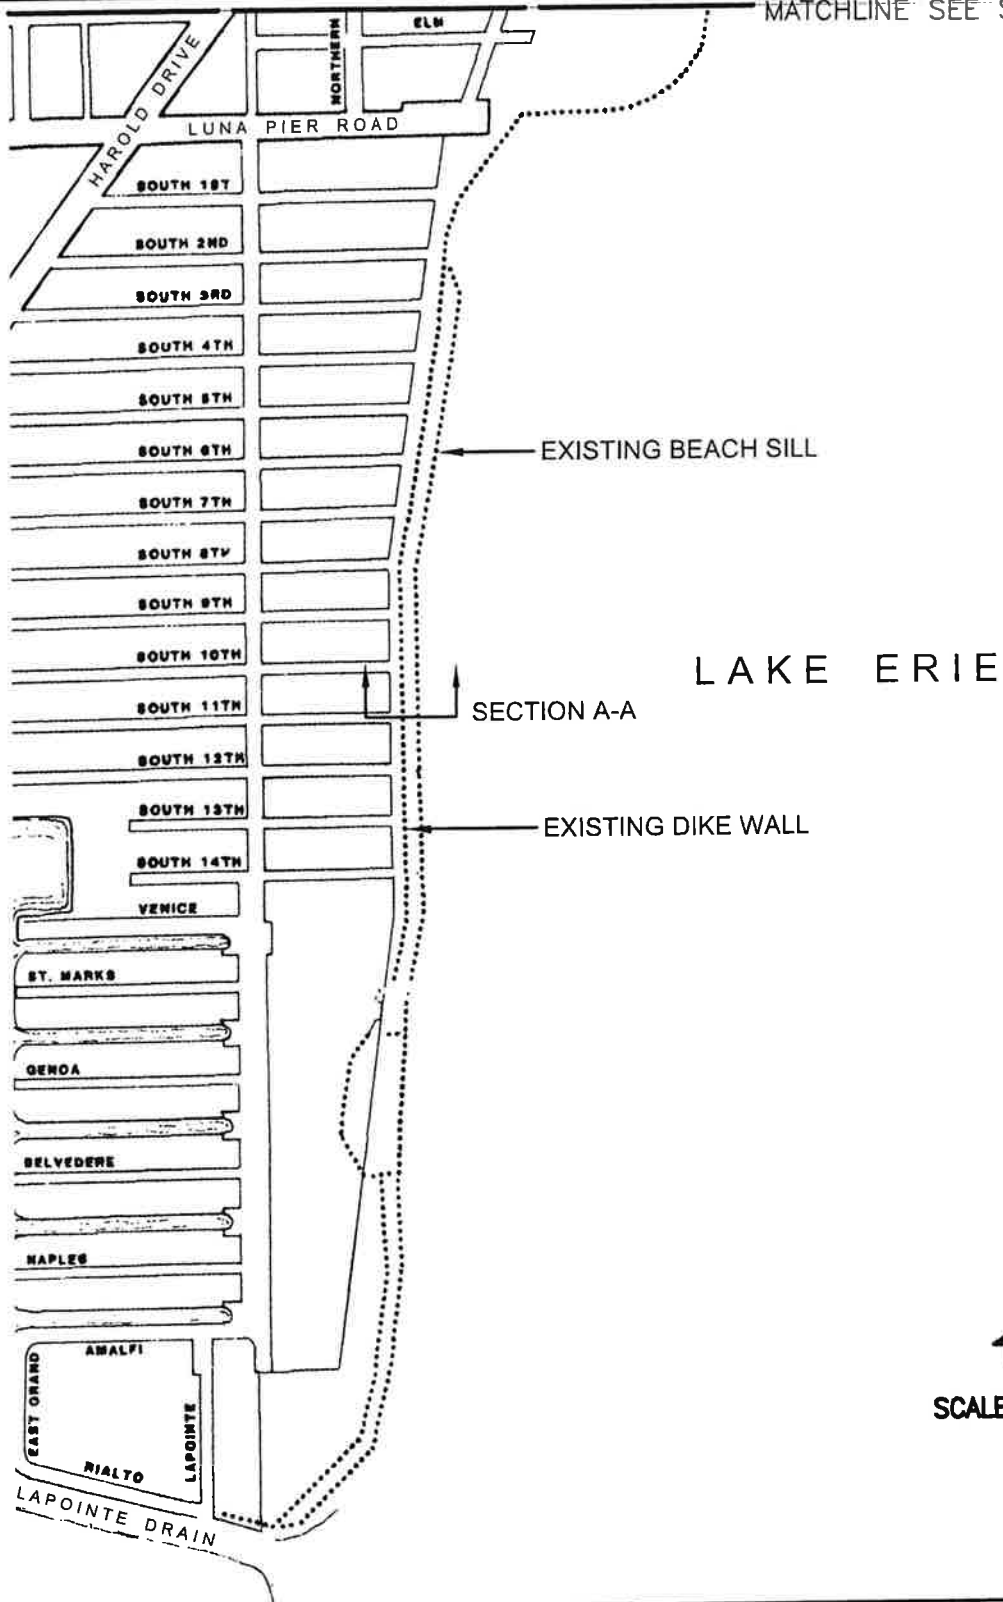 MATCHLINE SEE
ELM
NORTHERN
HAROLD DRIVE
LUNA PIER ROAD
SOUTH 1ST
SOUTH 2ND
SOUTH 3RD
SOUTH 4TH
SOUTH 5TH
EXISTING BEACH SILL
SOUTH 6TH
SOUTH 7TH
SOUTH 8TH
SOUTH 9TH
SOUTH 10TH
LAKE ERIE
SOUTH 11TH
SECTION A-A
SOUTH 12TH
SOUTH 13TH
EXISTING DIKE WALL
SOUTH 14TH
VENICE
ST. MARKS
GENOA
BELVEDERE
NAPLES
AMALFI
EAST GRAND
LAPOINTE
SCALE
RIALTO
LAPOINTE DRAIN